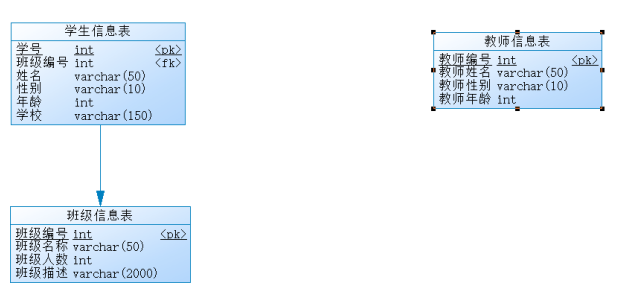 学生信息表
学号 int <pk>
班级编号 int <fk>
姓名 varchar(50)
性别 varchar(10)
年龄 int
学校 varchar(150)
教师信息表
教师编号 int <pk>
教师姓名 varchar(50)
教师性别 varchar(10)
教师年龄 int
班级信息表
班级编号 int <pk>
班级名称 varchar(50)
班级人数 int
班级描述 varchar(2000)